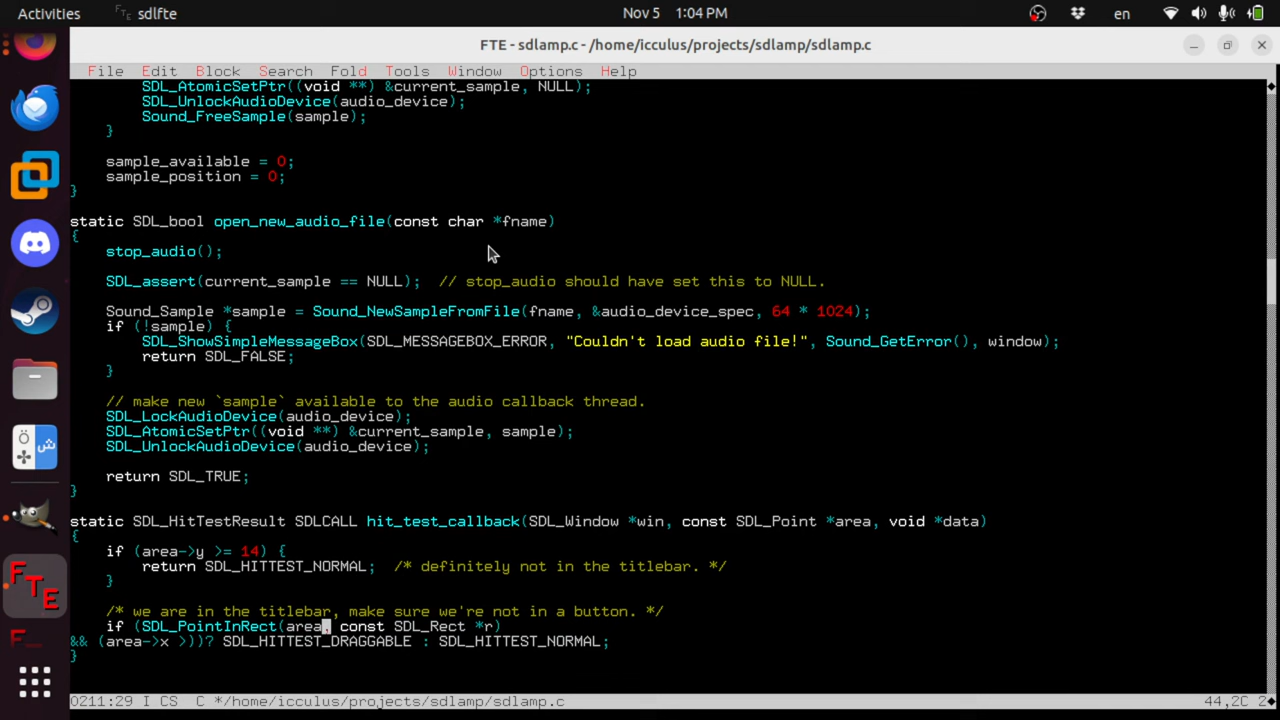 Activities sdlfte Nov 5 1:04 PM en
FTE - sdlamp.c - /home/icculus/projects/sdlamp/sdlamp.c
File Edit Block Search Fold Tools Window Options Help
SDL_AtomicSetPtr((void **) &current_sample, NULL);
SDL_UnlockAudioDevice(audio_device);
Sound_FreeSample(sample);
}
sample_available = 0;
sample_position = 0;
}
static SDL_bool open_new_audio_file(const char *fname)
{
stop_audio();
SDL_assert(current_sample == NULL);  // stop_audio should have set this to NULL.
Sound_Sample *sample = Sound_NewSampleFromFile(fname, &audio_device_spec, 64 * 1024);
if (!sample) {
SDL_ShowSimpleMessageBox(SDL_MESSAGEBOX_ERROR, "Couldn't load audio file!", Sound_GetError(), window);
return SDL_FALSE;
}
// make new `sample` available to the audio callback thread.
SDL_LockAudioDevice(audio_device);
SDL_AtomicSetPtr((void **) &current_sample, sample);
SDL_UnlockAudioDevice(audio_device);
return SDL_TRUE;
}
static SDL_HitTestResult SDLCALL hit_test_callback(SDL_Window *win, const SDL_Point *area, void *data)
{
if (area->y >= 14) {
return SDL_HITTEST_NORMAL;  /* definitely not in the titlebar. */
}
/* we are in the titlebar, make sure we're not in a button. */
if (SDL_PointInRect(area, const SDL_Rect *r)
&& (area->x >))? SDL_HITTEST_DRAGGABLE : SDL_HITTEST_NORMAL;
}
0211:29 I CS  C */home/icculus/projects/sdlamp/sdlamp.c 44,2C 2